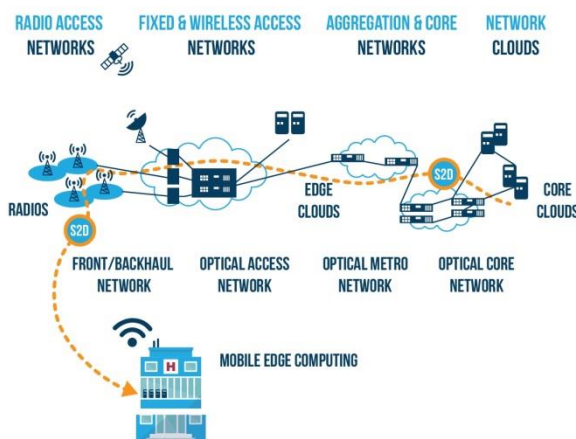 RADIO ACCESS
NETWORKS
FIXED & WIRELESS ACCESS
NETWORKS
AGGREGATION & CORE
NETWORKS
NETWORK
CLOUDS
RADIOS
S2D
EDGE
CLOUDS
S2D
CORE
CLOUDS
FRONT/BACKHAUL
NETWORK
OPTICAL ACCESS
NETWORK
OPTICAL METRO
NETWORK
OPTICAL CORE
NETWORK
MOBILE EDGE COMPUTING
H